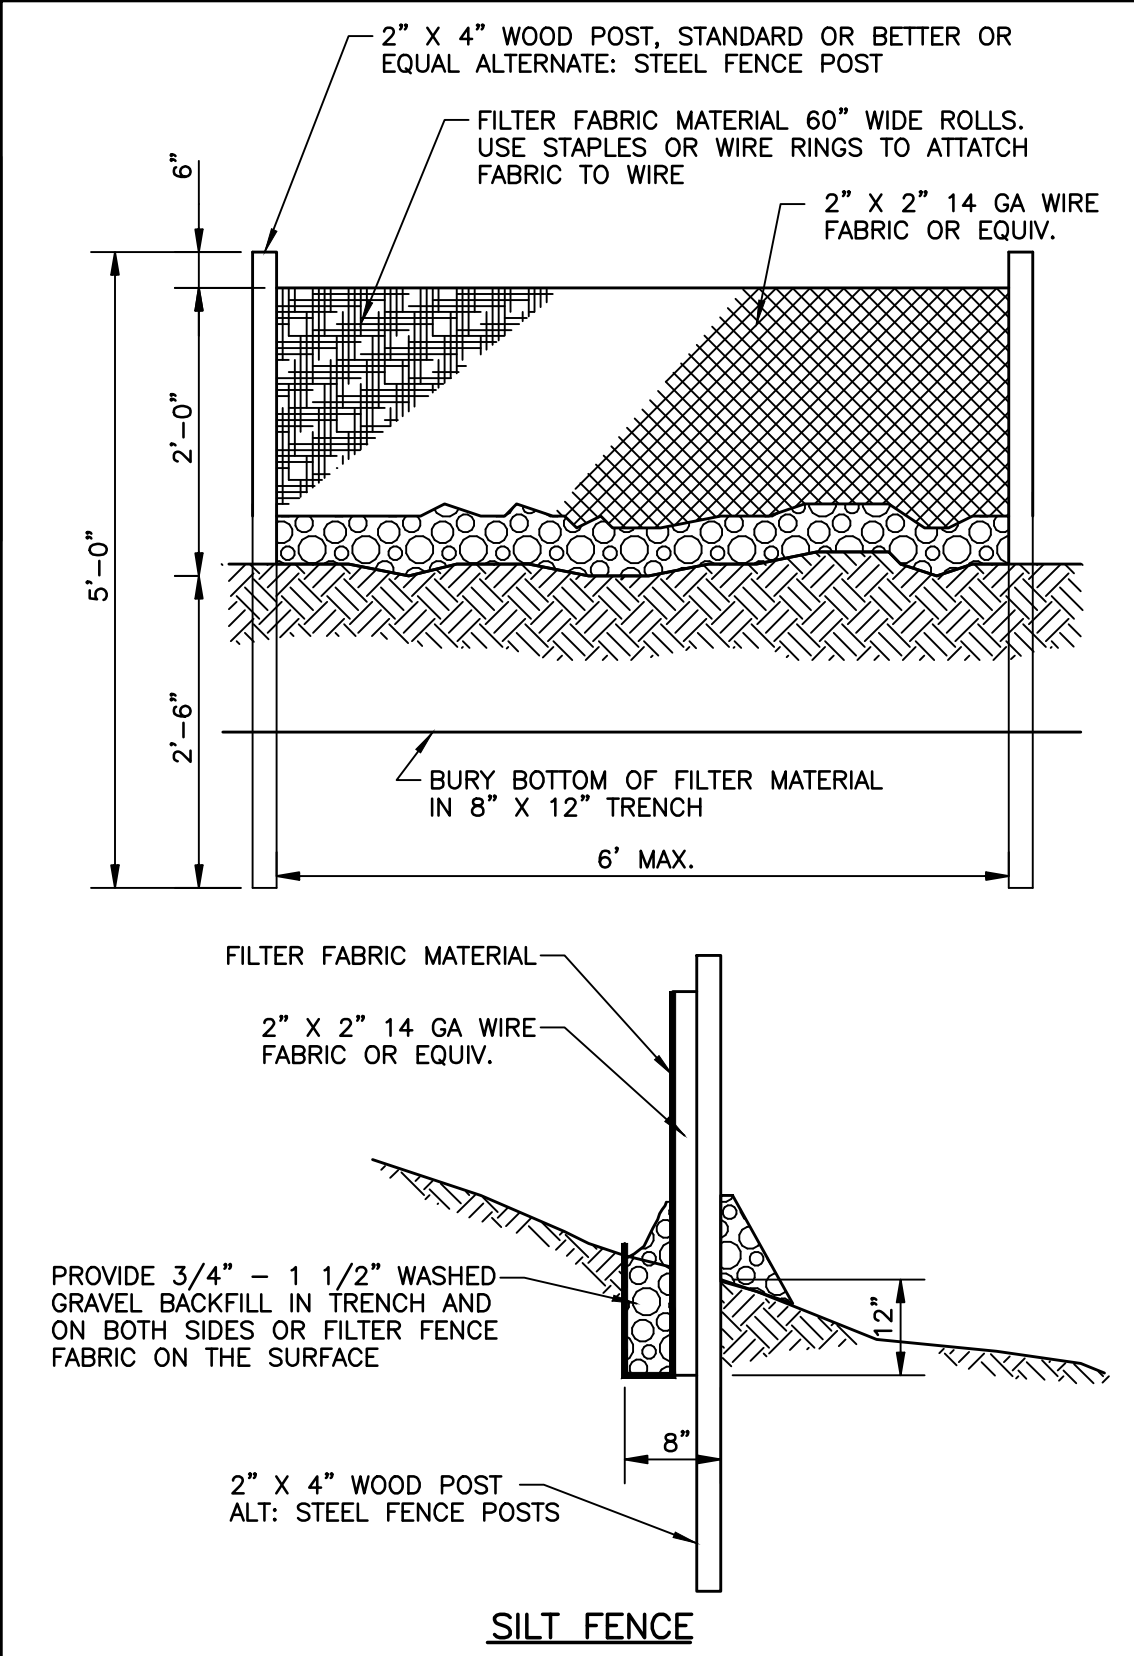 2” X 4” WOOD POST, STANDARD OR BETTER OR
EQUAL ALTERNATE: STEEL FENCE POST
FILTER FABRIC MATERIAL 60” WIDE ROLLS.
USE STAPLES OR WIRE RINGS TO ATTATCH
FABRIC TO WIRE
2” X 2” 14 GA WIRE
FABRIC OR EQUIV.
6”
2’–0”
5’–0”
2’–6”
BURY BOTTOM OF FILTER MATERIAL
IN 8” X 12” TRENCH
6’ MAX.
FILTER FABRIC MATERIAL
2” X 2” 14 GA WIRE
FABRIC OR EQUIV.
PROVIDE 3/4” – 1 1/2” WASHED
GRAVEL BACKFILL IN TRENCH AND
ON BOTH SIDES OR FILTER FENCE
FABRIC ON THE SURFACE
12”
8”
2” X 4” WOOD POST
ALT: STEEL FENCE POSTS
SILT FENCE